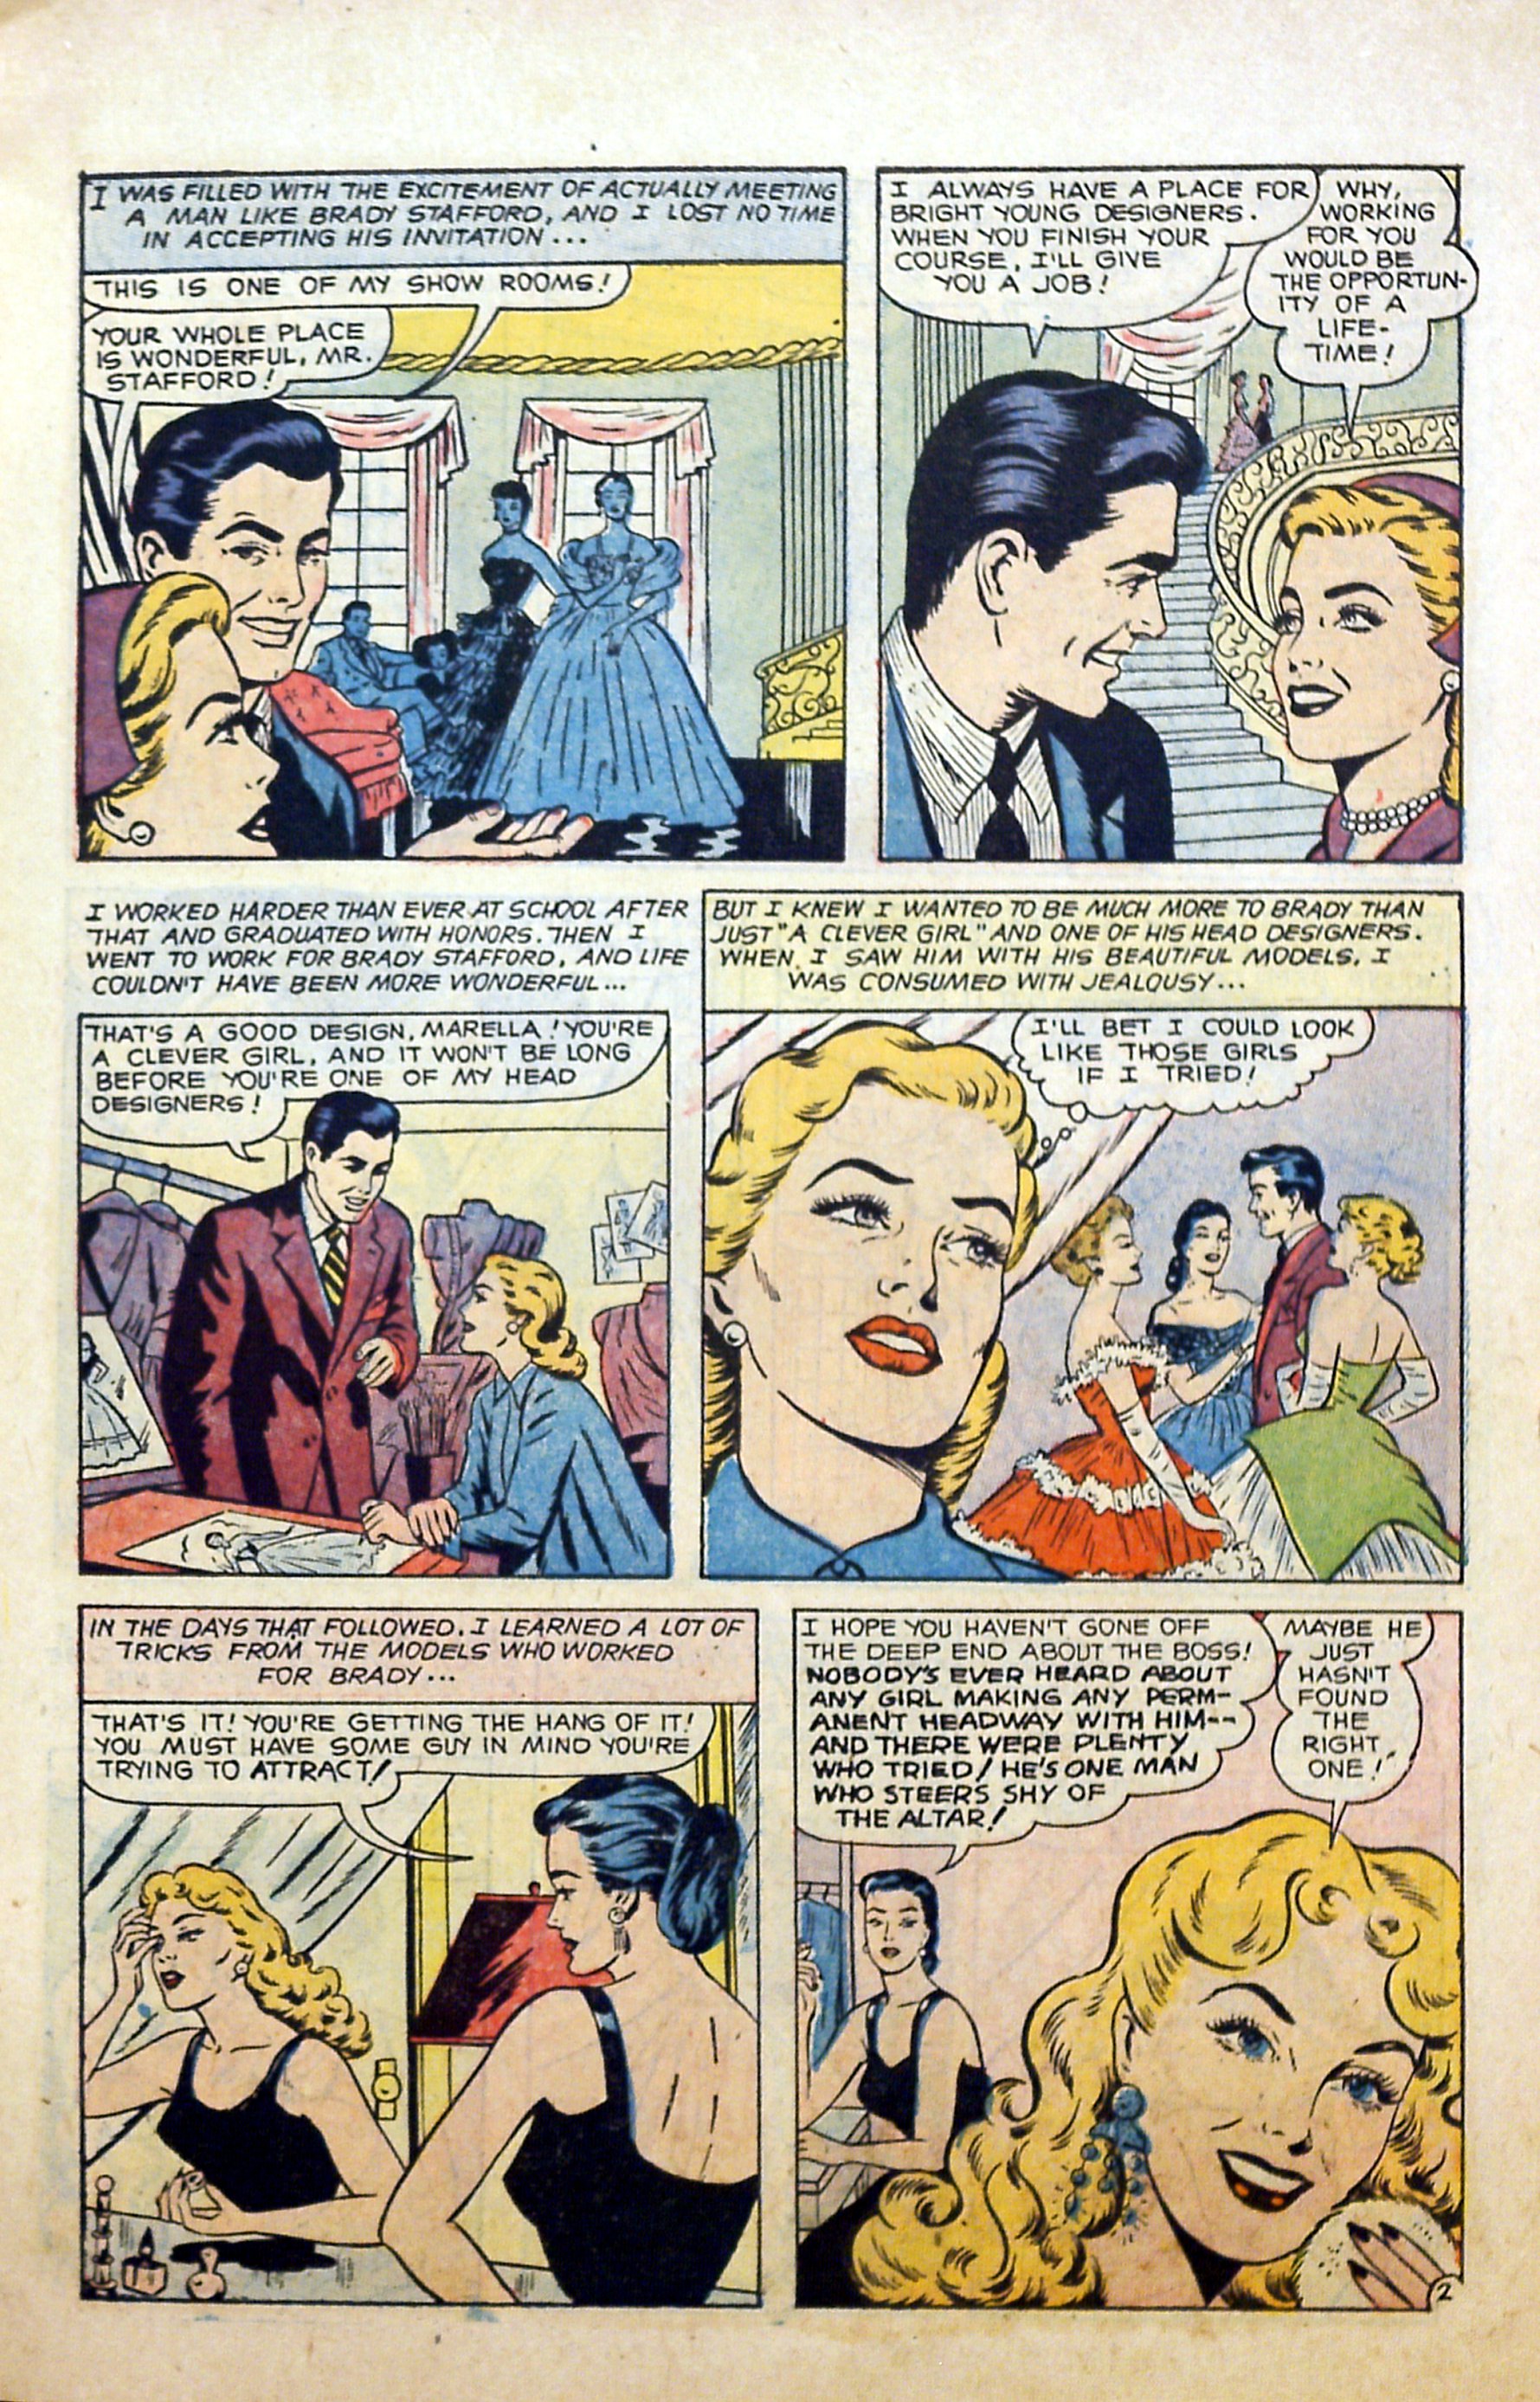 I WAS FILLED WITH THE EXCITEMENT OF ACTUALLY MEETING
A MAN LIKE BRADY STAFFORD, AND I LOST NO TIME
IN ACCEPTING HIS INVITATION...
THIS IS ONE OF MY SHOW ROOMS!
YOUR WHOLE PLACE
IS WONDERFUL, MR.
STAFFORD!
I ALWAYS HAVE A PLACE FOR
BRIGHT YOUNG DESIGNERS.
WHEN YOU FINISH YOUR
COURSE, I'LL GIVE
YOU A JOB!
WHY,
WORKING
FOR YOU
WOULD BE
THE OPPORTUN-
ITY OF A
LIFE-
TIME!
I WORKED HARDER THAN EVER AT SCHOOL AFTER
THAT AND GRADUATED WITH HONORS. THEN I
WENT TO WORK FOR BRADY STAFFORD, AND LIFE
COULDN'T HAVE BEEN MORE WONDERFUL...
THAT'S A GOOD DESIGN, MARELLA! YOU'RE
A CLEVER GIRL, AND IT WON'T BE LONG
BEFORE YOU'RE ONE OF MY HEAD
DESIGNERS!
BUT I KNEW I WANTED TO BE MUCH MORE TO BRADY THAN
JUST "A CLEVER GIRL" AND ONE OF HIS HEAD DESIGNERS.
WHEN I SAW HIM WITH HIS BEAUTIFUL MODELS, I
WAS CONSUMED WITH JEALOUSY...
I'LL BET I COULD LOOK
LIKE THOSE GIRLS
IF I TRIED!
IN THE DAYS THAT FOLLOWED, I LEARNED A LOT OF
TRICKS FROM THE MODELS WHO WORKED
FOR BRADY...
THAT'S IT! YOU'RE GETTING THE HANG OF IT!
YOU MUST HAVE SOME GUY IN MIND YOU'RE
TRYING TO ATTRACT!
I HOPE YOU HAVEN'T GONE OFF
THE DEEP END ABOUT THE BOSS!
NOBODY'S EVER HEARD ABOUT
ANY GIRL MAKING ANY PERM-
ANENT HEADWAY WITH HIM--
AND THERE WERE PLENTY
WHO TRIED! HE'S ONE MAN
WHO STEERS SHY OF
THE ALTAR!
MAYBE HE
JUST
HASN'T
FOUND
THE
RIGHT
ONE!
2